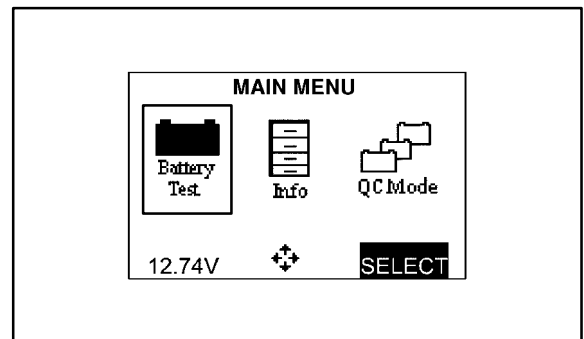 MAIN MENU
Battery
Test
Info
QC Mode
12.74V
SELECT